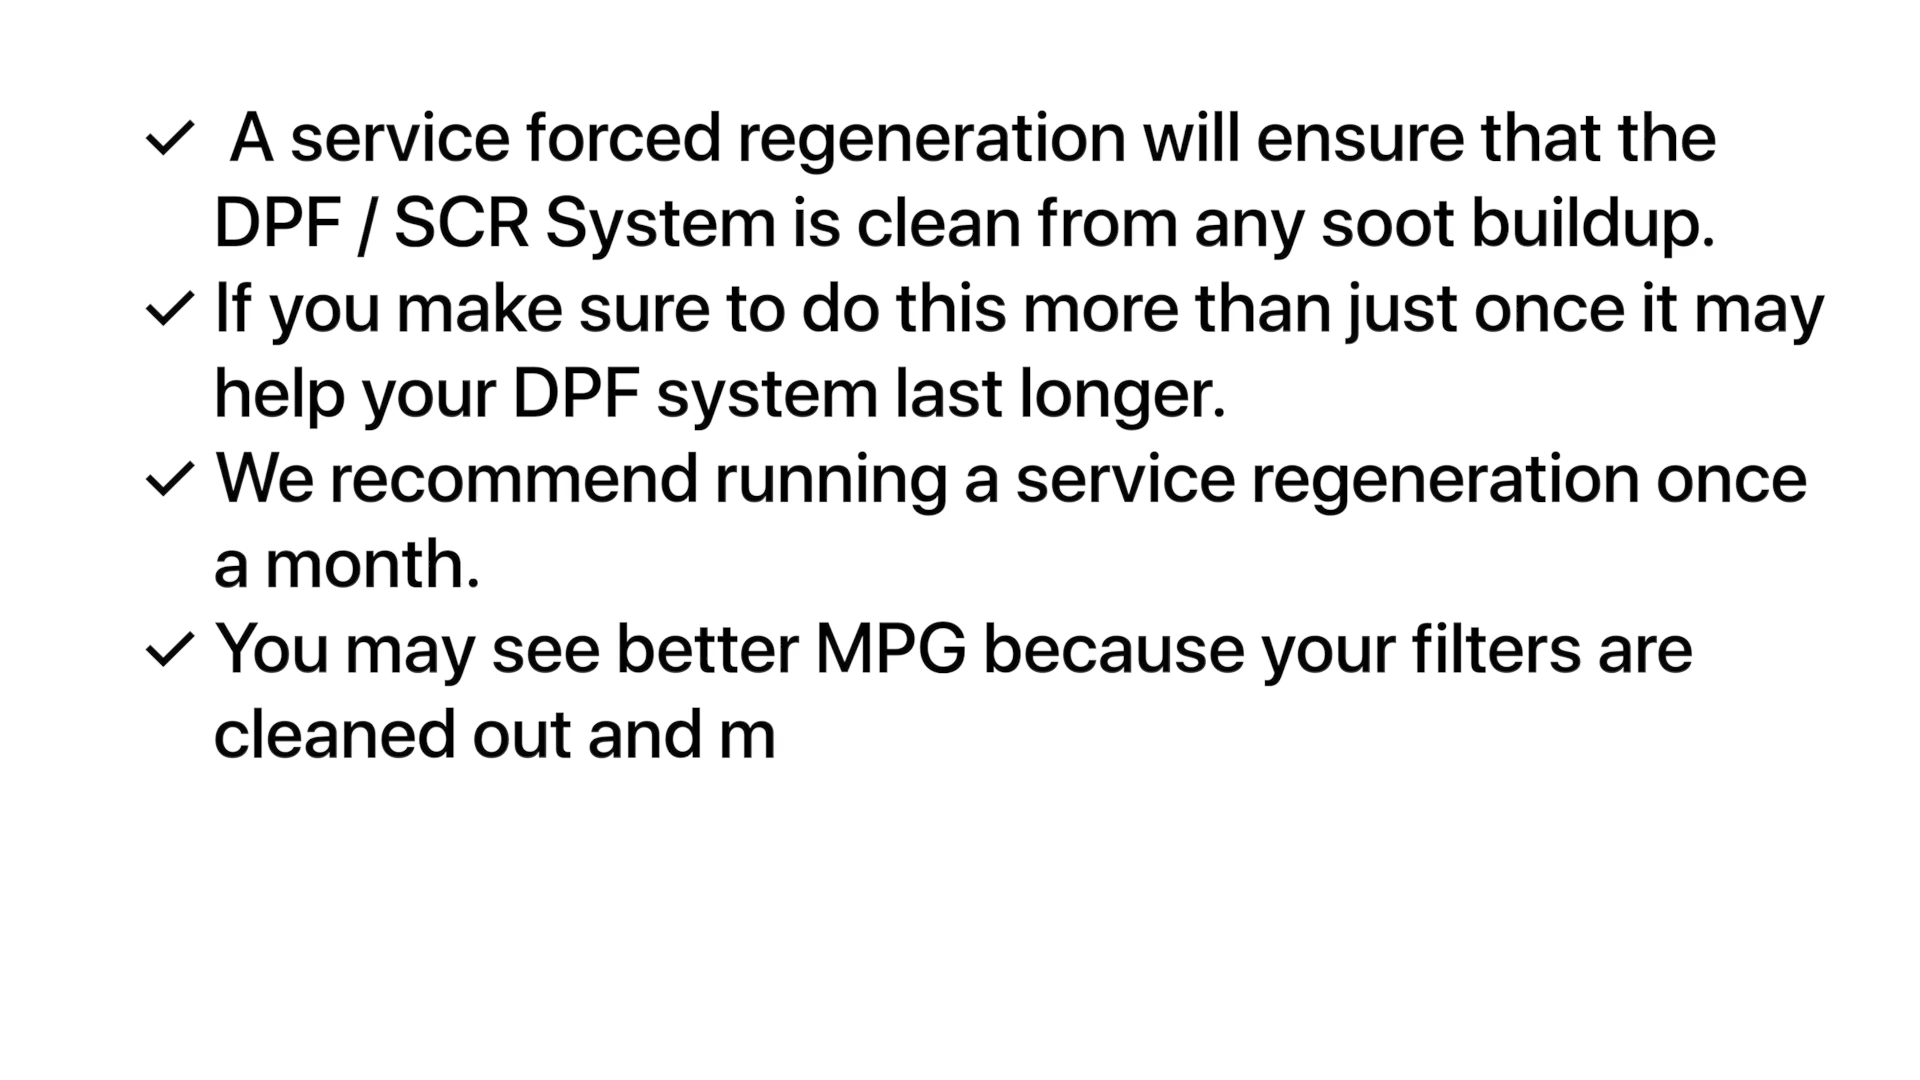 ✓ A service forced regeneration will ensure that the
DPF / SCR System is clean from any soot buildup.
✓ If you make sure to do this more than just once it may
help your DPF system last longer.
✓ We recommend running a service regeneration once
a month.
✓ You may see better MPG because your filters are
cleaned out and m